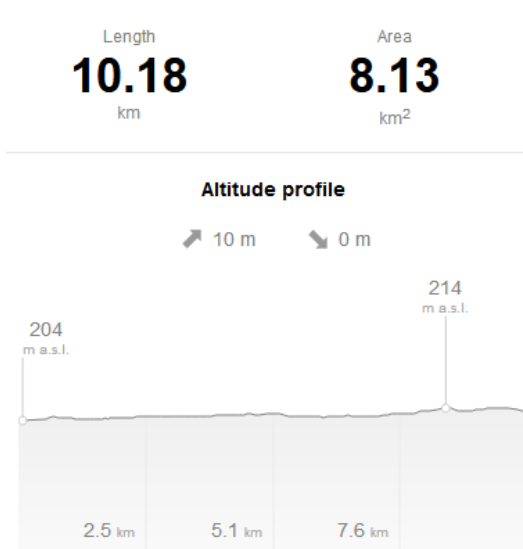 Length Area
10.18 8.13
km km²
Altitude profile
10 m 0 m
214
m a.s.l.
204
m a.s.l.
2.5 km 5.1 km 7.6 km